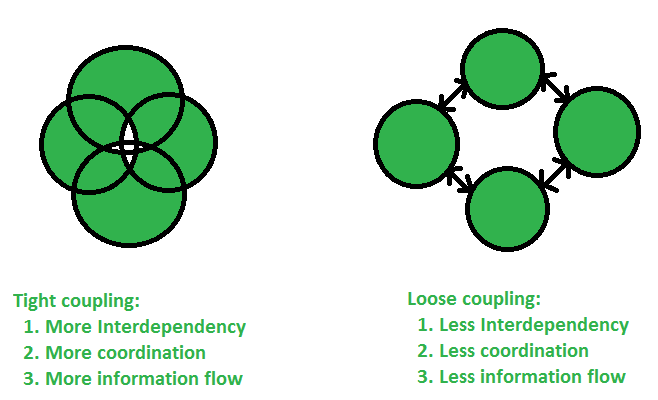 Tight coupling:
1. More Interdependency
2. More coordination
3. More information flow
Loose coupling:
1. Less Interdependency
2. Less coordination
3. Less information flow